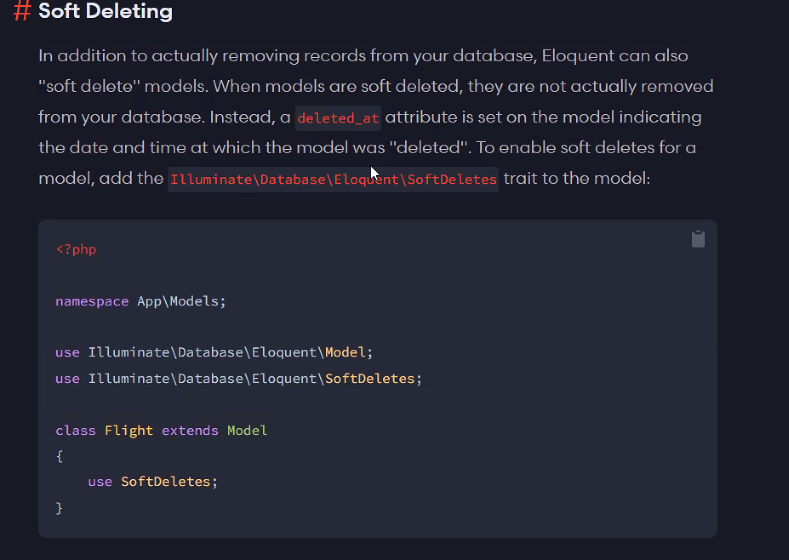 # Soft Deleting
In addition to actually removing records from your database, Eloquent can also
"soft delete" models. When models are soft deleted, they are not actually removed
from your database. Instead, a deleted_at attribute is set on the model indicating
the date and time at which the model was "deleted". To enable soft deletes for a
model, add the Illuminate\Database\Eloquent\SoftDeletes trait to the model:
<?php
namespace App\Models;
use Illuminate\Database\Eloquent\Model;
use Illuminate\Database\Eloquent\SoftDeletes;
class Flight extends Model
{
use SoftDeletes;
}